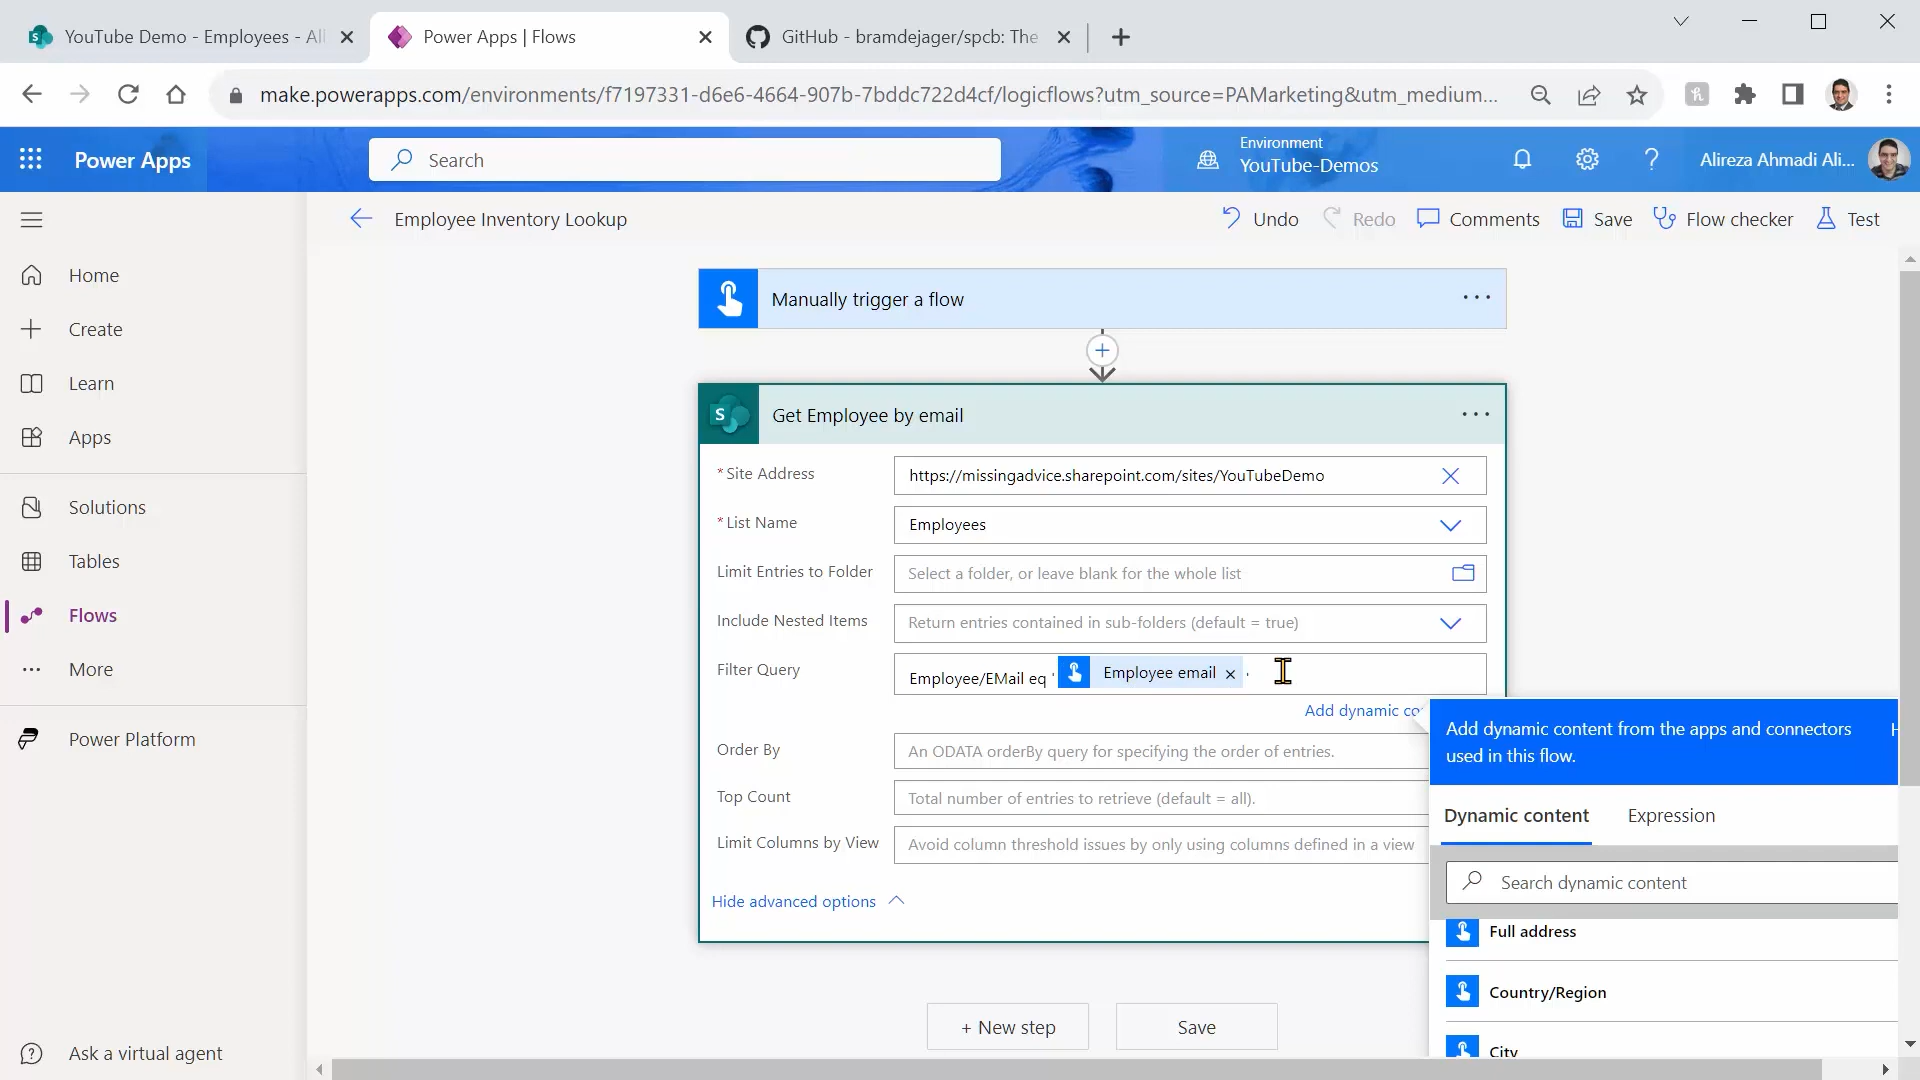 YouTube Demo - Employees - All
Power Apps | Flows
GitHub - bramdejager/spcb: The
make.powerapps.com/environments/f7197331-d6e6-4664-907b-7bddc722d4cf/logicflows?utm_source=PAMarketing&utm_medium...
Power Apps
Search
Environment
YouTube-Demos
Alireza Ahmadi Ali...
Employee Inventory Lookup
Undo
Redo
Comments
Save
Flow checker
Test
Home
Create
Learn
Apps
Solutions
Tables
Flows
More
Power Platform
Ask a virtual agent
Manually trigger a flow
Get Employee by email
* Site Address
https://missingadvice.sharepoint.com/sites/YouTubeDemo
* List Name
Employees
Limit Entries to Folder
Select a folder, or leave blank for the whole list
Include Nested Items
Return entries contained in sub-folders (default = true)
Filter Query
Employee/EMail eq ' Employee email × '
Add dynamic co
Order By
An ODATA orderBy query for specifying the order of entries.
Top Count
Total number of entries to retrieve (default = all).
Limit Columns by View
Avoid column threshold issues by only using columns defined in a view
Hide advanced options
+ New step
Save
Add dynamic content from the apps and connectors
used in this flow.
Dynamic content
Expression
Search dynamic content
Full address
Country/Region
City